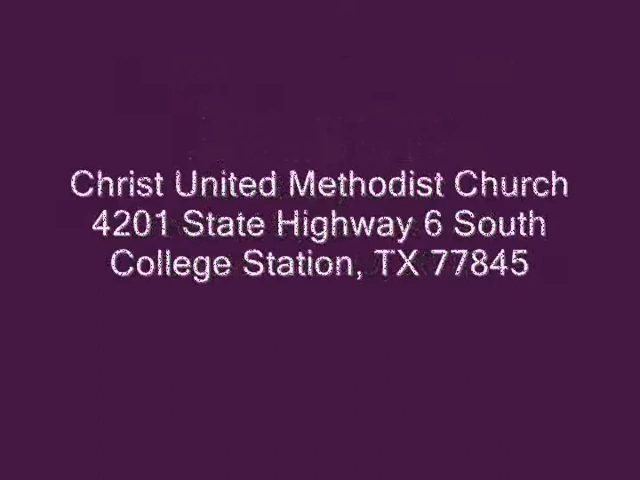 Christ United Methodist Church
4201 State Highway 6 South
College Station, TX 77845